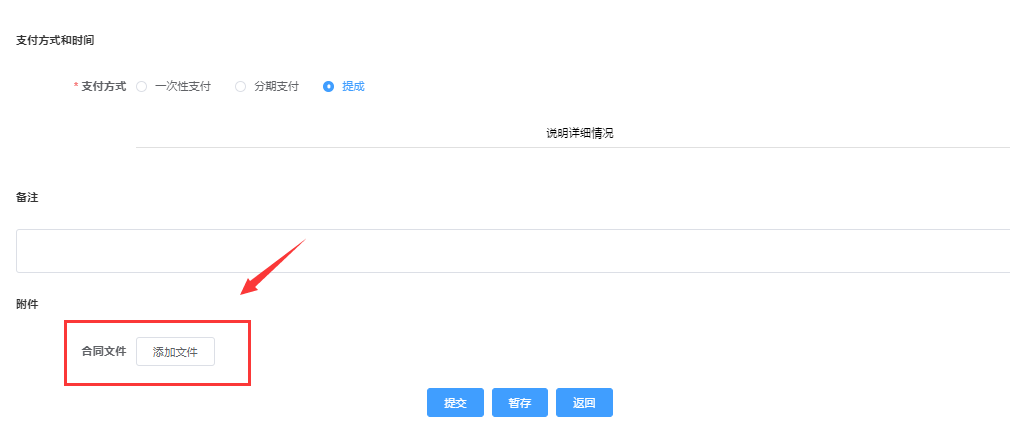 支付方式和时间
* 支付方式 一次性支付 分期支付 提成
说明详细情况
备注
附件
合同文件 添加文件
提交 暂存 返回